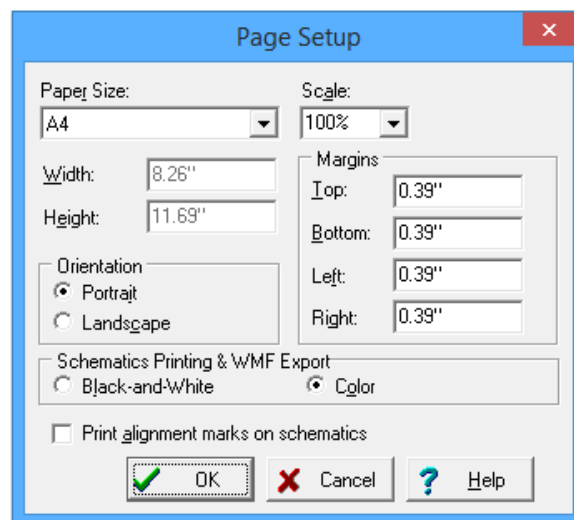 Page Setup
Paper Size:
A4
Scale:
100%
Width:
8.26"
Height:
11.69"
Margins
Top:
0.39"
Bottom:
0.39"
Left:
0.39"
Right:
0.39"
Orientation
Portrait
Landscape
Schematics Printing & WMF Export
Black-and-White
Color
Print alignment marks on schematics
OK
Cancel
Help